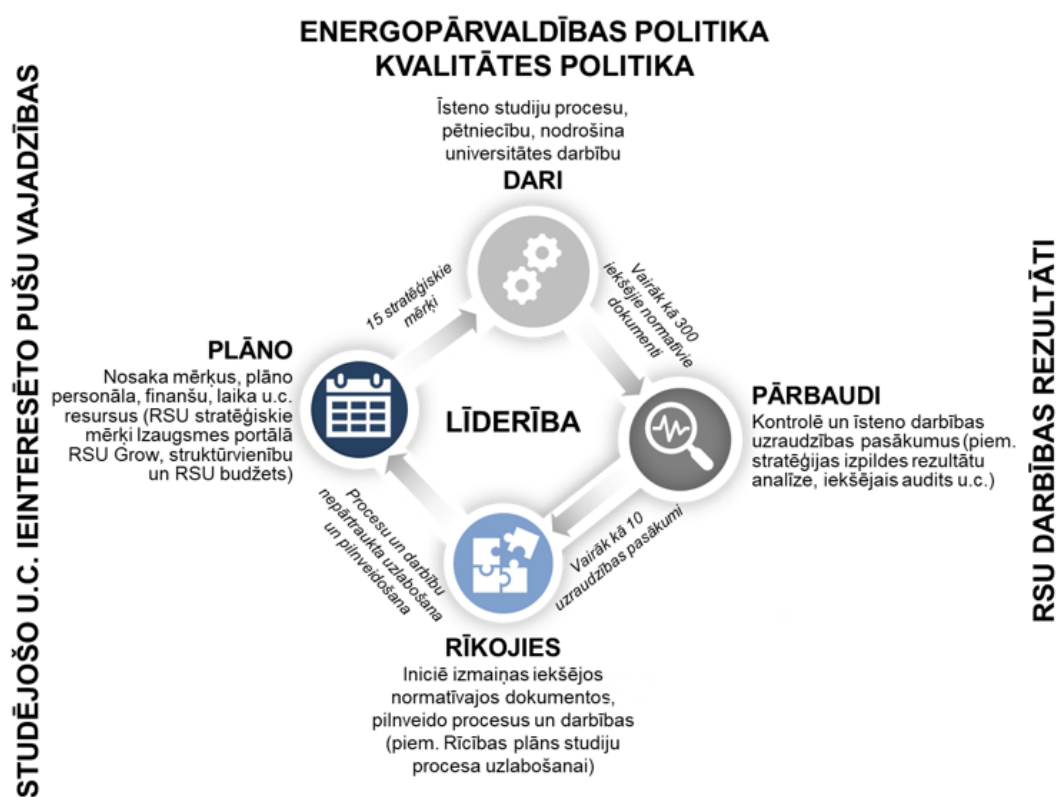 ENERGOPĀRVALDĪBAS POLITIKA
KVALITĀTES POLITIKA
STUDĒJOŠO U.C. IEINTERESĒTO PUŠU VAJADZĪBAS
Īsteno studiju procesu,
pētniecību, nodrošina
universitātes darbību
DARI
15 stratēģiskie
mērķi
Vairāk kā 300
iekšējie normatīvie
dokumenti
PLĀNO
Nosaka mērķus, plāno
personāla, finanšu, laika u.c.
resursus (RSU stratēģiskie
mērķi Izaugsmes portālā
RSU Grow, struktūrvienību
un RSU budžets)
LĪDERĪBA
PĀRBAUDI
Kontrolē un īsteno darbības
uzraudzības pasākumus (piem.
stratēģijas izpildes rezultātu
analīze, iekšējais audits u.c.)
Procesu un darbību
nepārtraukta uzlabošana
un pilnveidošana
Vairāk kā 10
uzraudzības pasākumi
RĪKOJIES
Iniciē izmaiņas iekšējos
normatīvajos dokumentos,
pilnveido procesus un darbības
(piem. Rīcības plāns studiju
procesa uzlabošanai)
RSU DARBĪBAS REZULTĀTI